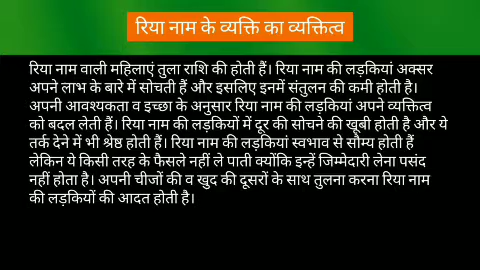 रिया नाम के व्यक्ति का व्यक्तित्व
रिया नाम वाली महिलाएं तुला राशि की होती हैं। रिया नाम की लड़कियां अक्सर
अपने लाभ के बारे में सोचती हैं और इसलिए इनमें संतुलन की कमी होती है।
अपनी आवश्यकता व इच्छा के अनुसार रिया नाम की लड़कियां अपने व्यक्तित्व
को बदल लेती हैं। रिया नाम की लड़कियों में दूर की सोचने की खूबी होती है और ये
तर्क देने में भी श्रेष्ठ होती हैं। रिया नाम की लड़कियां स्वभाव से सौम्य होती हैं
लेकिन ये किसी तरह के फैसले नहीं ले पाती क्योंकि इन्हें जिम्मेदारी लेना पसंद
नहीं होता है। अपनी चीजों की व खुद की दूसरों के साथ तुलना करना रिया नाम
की लड़कियों की आदत होती है।